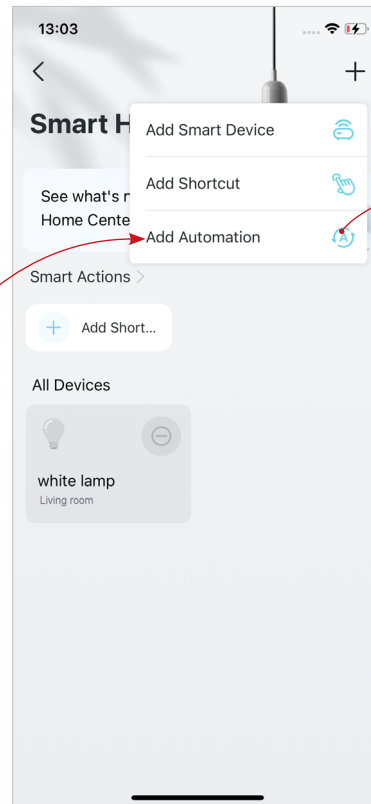 13:03
Smart H
Add Smart Device
Add Shortcut
Add Automation
A
See what's n
Home Cente
Smart Actions >
+ Add Short...
All Devices
white lamp
Living room